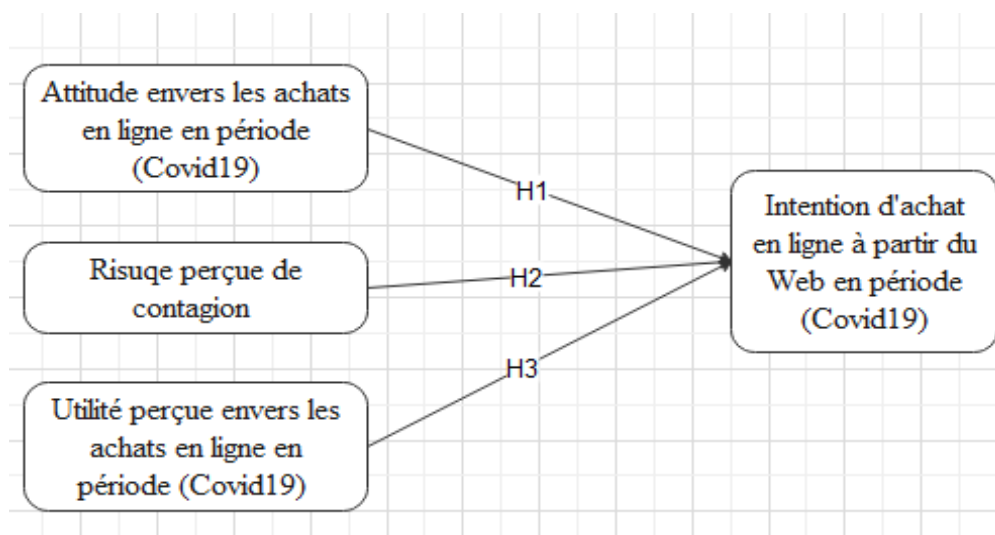 Attitude envers les achats
en ligne en période
(Covid19)
H1
Risuqe perçue de
contagion
H2
Utilité perçue envers les
achats en ligne en
période (Covid19)
H3
Intention d'achat
en ligne à partir du
Web en période
(Covid19)